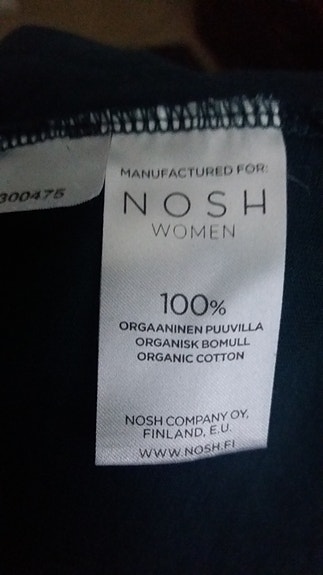 300475
MANUFACTURED FOR:
NOSH
WOMEN
100%
ORGAANINEN PUUVILLA
ORGANISK BOMULL
ORGANIC COTTON
NOSH COMPANY OY,
FINLAND, E.U.
WWW.NOSH.FI